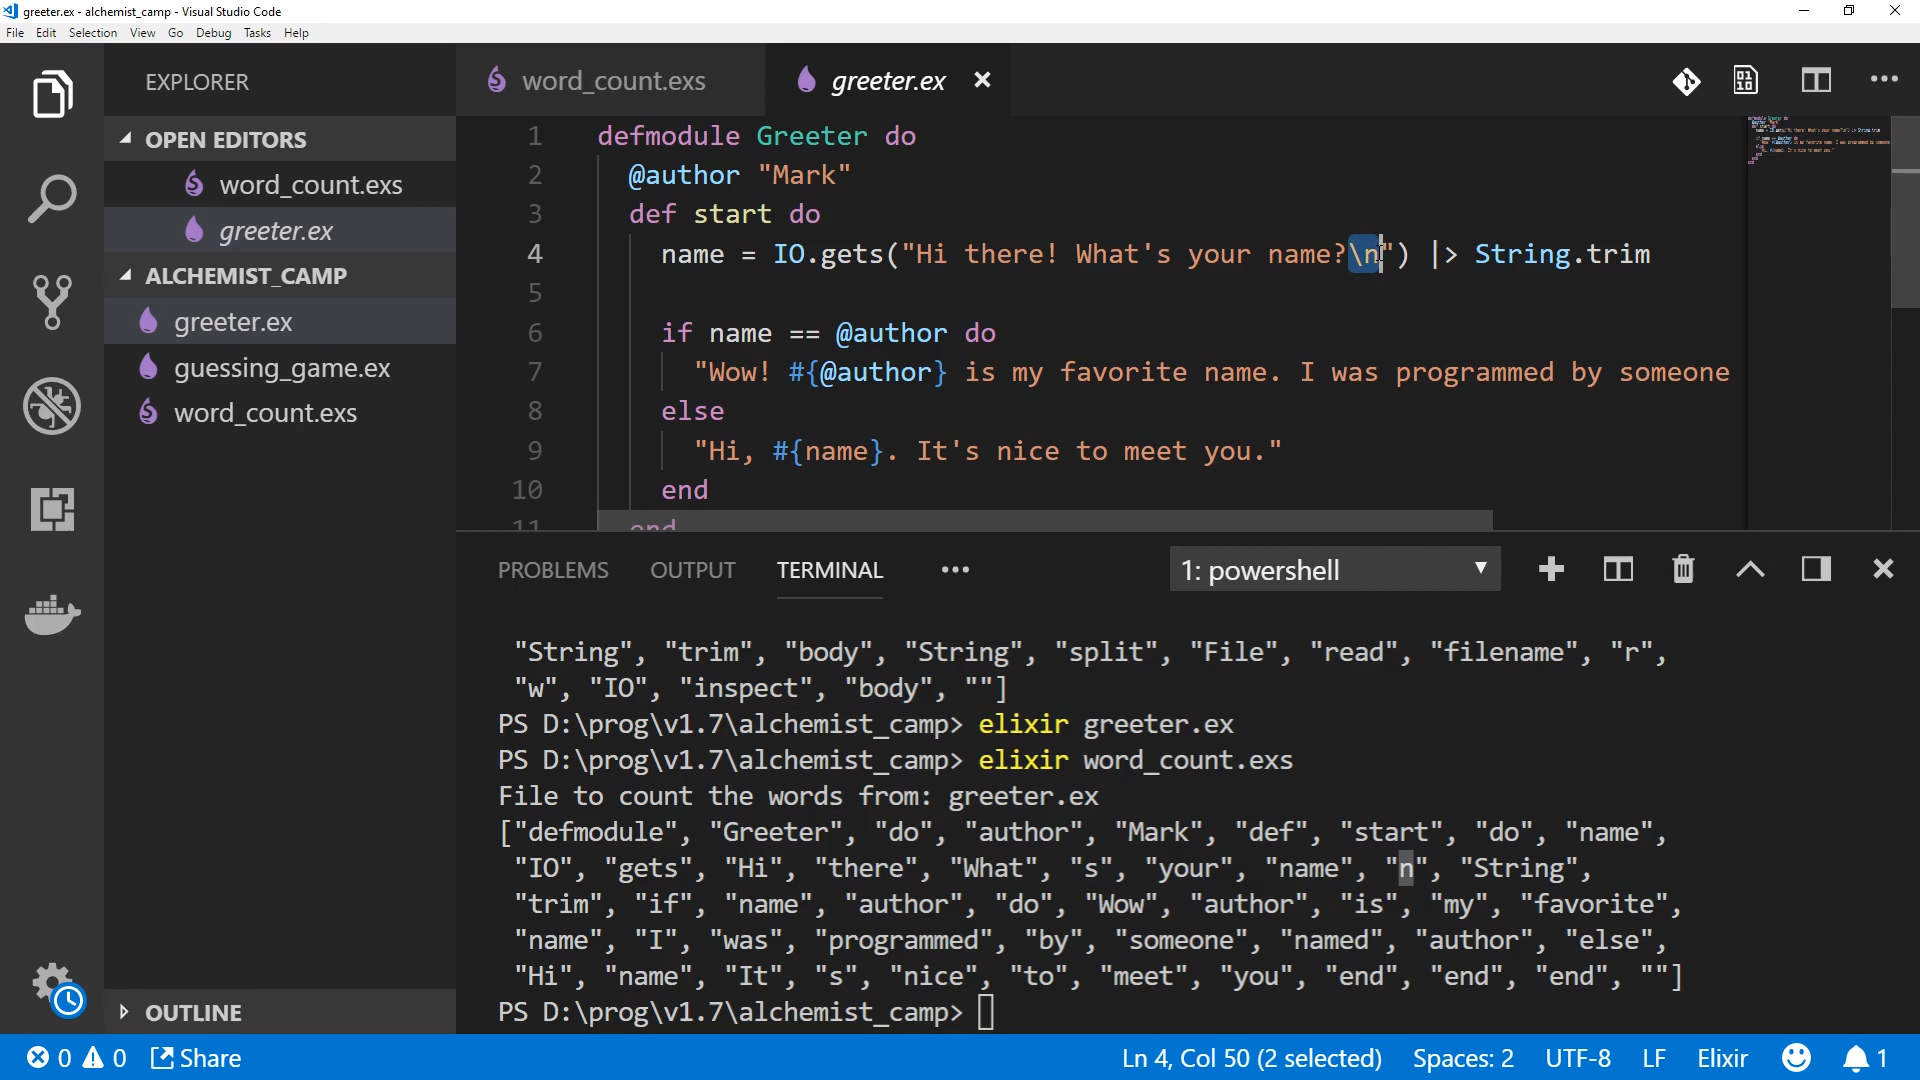 greeter.ex - alchemist_camp - Visual Studio Code
File Edit Selection View Go Debug Tasks Help
EXPLORER
OPEN EDITORS
word_count.exs
greeter.ex
ALCHEMIST_CAMP
greeter.ex
guessing_game.ex
word_count.exs
OUTLINE
word_count.exs greeter.ex
1 defmodule Greeter do
2 @author "Mark"
3 def start do
4 name = IO.gets("Hi there! What's your name?\n") |> String.trim
5
6 if name == @author do
7 "Wow! #{@author} is my favorite name. I was programmed by someone
8 else
9 "Hi, #{name}. It's nice to meet you."
10 end
11 end
PROBLEMS OUTPUT TERMINAL ••• 1: powershell
"String", "trim", "body", "String", "split", "File", "read", "filename", "r",
"w", "IO", "inspect", "body", ""]
PS D:\prog\v1.7\alchemist_camp> elixir greeter.ex
PS D:\prog\v1.7\alchemist_camp> elixir word_count.exs
File to count the words from: greeter.ex
["defmodule", "Greeter", "do", "author", "Mark", "def", "start", "do", "name",
"IO", "gets", "Hi", "there", "What", "s", "your", "name", "n", "String",
"trim", "if", "name", "author", "do", "Wow", "author", "is", "my", "favorite",
"name", "I", "was", "programmed", "by", "someone", "named", "author", "else",
"Hi", "name", "It", "s", "nice", "to", "meet", "you", "end", "end", "end", ""]
PS D:\prog\v1.7\alchemist_camp>
0 0 Share Ln 4, Col 50 (2 selected) Spaces: 2 UTF-8 LF Elixir 1